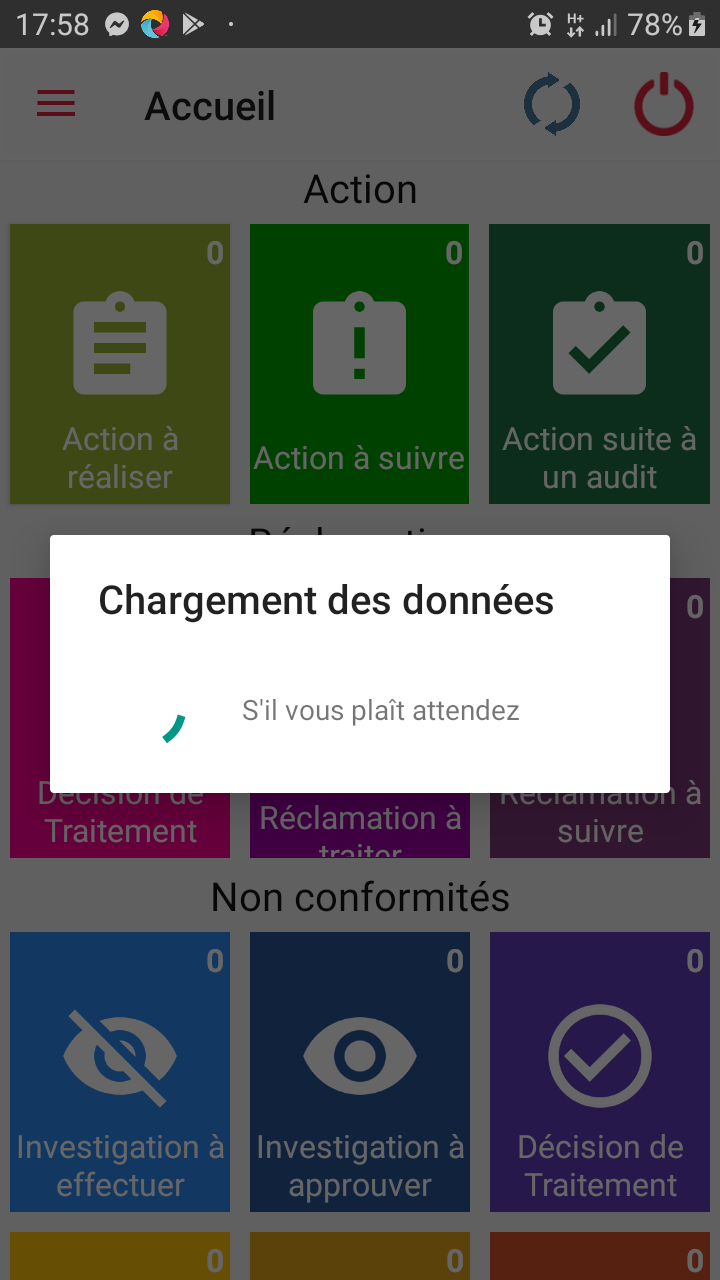 17:58 H+ 78%
Accueil
Action
0 0 0
Action à réaliser
Action à suivre
Action suite à un audit
0
Chargement des données
S'il vous plaît attendez
Décision de Traitement
Réclamation à traiter
Réclamation à suivre
Non conformités
0 0 0
Investigation à effectuer
Investigation à approuver
Décision de Traitement
0 0 0